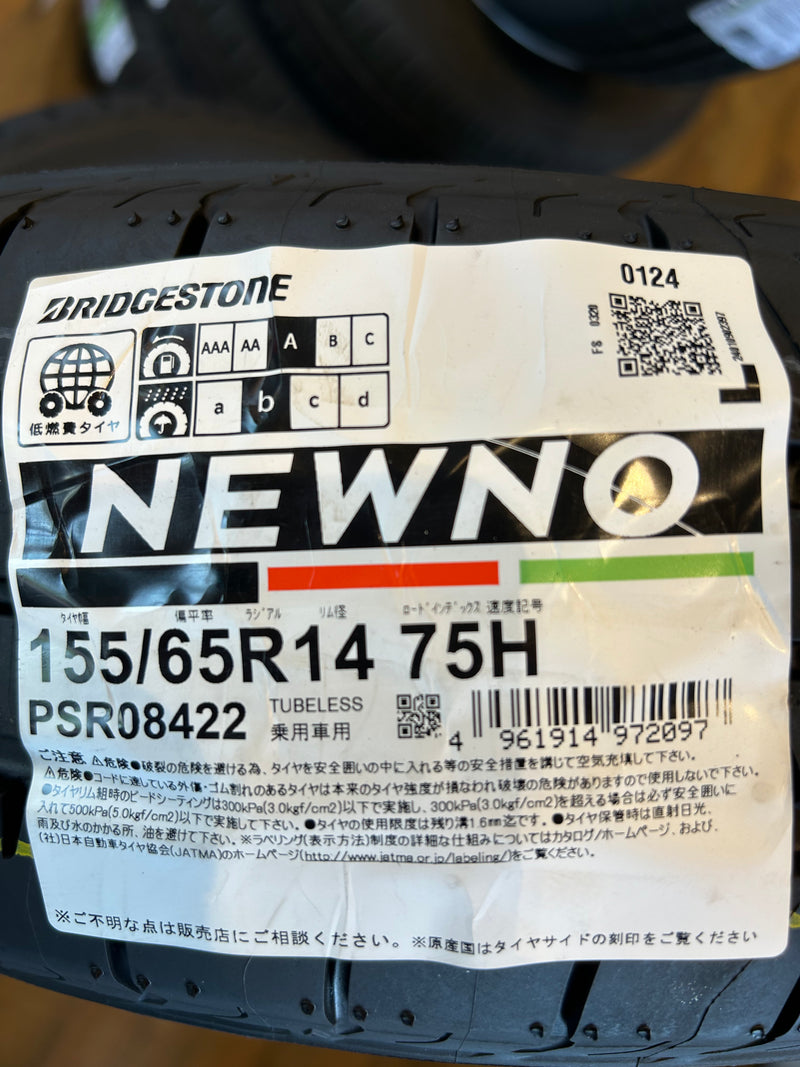 BRIDGESTONE
0124
FS 0320
AAA AA A B C
a b c d
低燃費タイヤ
NEWNO
タイヤ幅 偏平率 ラジアル リム径 ロードインデックス 速度記号
155/65R14 75H
PSR08422
TUBELESS
乗用車用
4 961914 972097
ご注意 ⚠危険●破裂の危険を避ける為、タイヤを安全囲いの中に入れる等の安全措置を講じて空気充填して下さい。
⚠危険●コードに達している外傷・ゴム割れのあるタイヤは本来のタイヤ強度が損なわれ破壊の危険がありますので使用しないで下さい。
●タイヤリム組時のビードシーティングは300kPa(3.0kgf/cm2)以下で実施し、300kPa(3.0kgf/cm2)を超える場合は必ず安全囲いに
入れて500kPa(5.0kgf/cm2)以下で実施して下さい。●タイヤの使用限度は残り溝1.6mm迄です。●タイヤ保管時は直射日光、
雨及び水のかかる所、油を避けて下さい。※ラベリング(表示方法)制度の詳細な仕組みについてはカタログ/ホームページ、および、
(社)日本自動車タイヤ協会(JATMA)のホームページ(http://www.jatma.or.jp/labeling/)をご覧ください。
※ご不明な点は販売店にご相談ください。※原産国はタイヤサイドの刻印をご覧ください